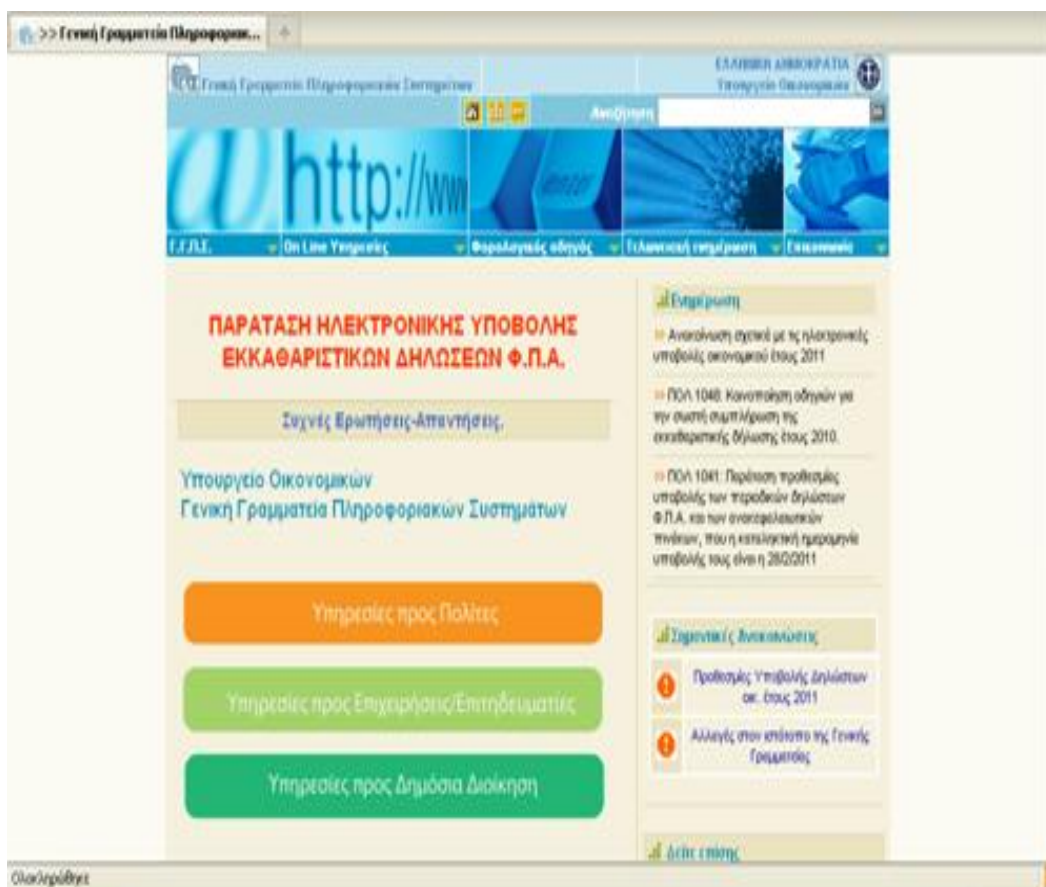 >> Γενική Γραμματεία Πληροφοριακ...
Γενική Γραμματεία Πληροφοριακών Συστημάτων
ΕΛΛΗΝΙΚΗ ΔΗΜΟΚΡΑΤΙΑ
Υπουργείο Οικονομικών
Αναζήτηση
@ http://www
enter
Γ.Γ.Π.Σ.
On Line Υπηρεσίες
Φορολογικός οδηγός
Τελωνειακή ενημέρωση
Επικοινωνία
ΠΑΡΑΤΑΣΗ ΗΛΕΚΤΡΟΝΙΚΗΣ ΥΠΟΒΟΛΗΣ
ΕΚΚΑΘΑΡΙΣΤΙΚΩΝ ΔΗΛΩΣΕΩΝ Φ.Π.Α.
Συχνές Ερωτήσεις-Απαντήσεις.
Υπουργείο Οικονομικών
Γενική Γραμματεία Πληροφοριακών Συστημάτων
Υπηρεσίες προς Πολίτες
Υπηρεσίες προς Επιχειρήσεις/Επιτηδευματίες
Υπηρεσίες προς Δημόσια Διοίκηση
Ενημέρωση
Ανακοίνωση σχετικά με τις ηλεκτρονικές
υποβολές οικονομικού έτους 2011
ΠΟΛ 1048: Κοινοποίηση οδηγιών για
την σωστή συμπλήρωση της
εκκαθαριστικής δήλωσης έτους 2010.
ΠΟΛ 1041: Παράταση προθεσμίας
υποβολής των περιοδικών δηλώσεων
Φ.Π.Α. και των ανακεφαλαιωτικών
πινάκων, που η καταληκτική ημερομηνία
υποβολής τους είναι η 28/2/2011
Σημαντικές Ανακοινώσεις
Προθεσμίες Υποβολής Δηλώσεων
οικ. έτους 2011
Αλλαγές στον ιστότοπο της Γενικής
Γραμματείας
Δείτε επίσης
Ολοκληρώθηκε